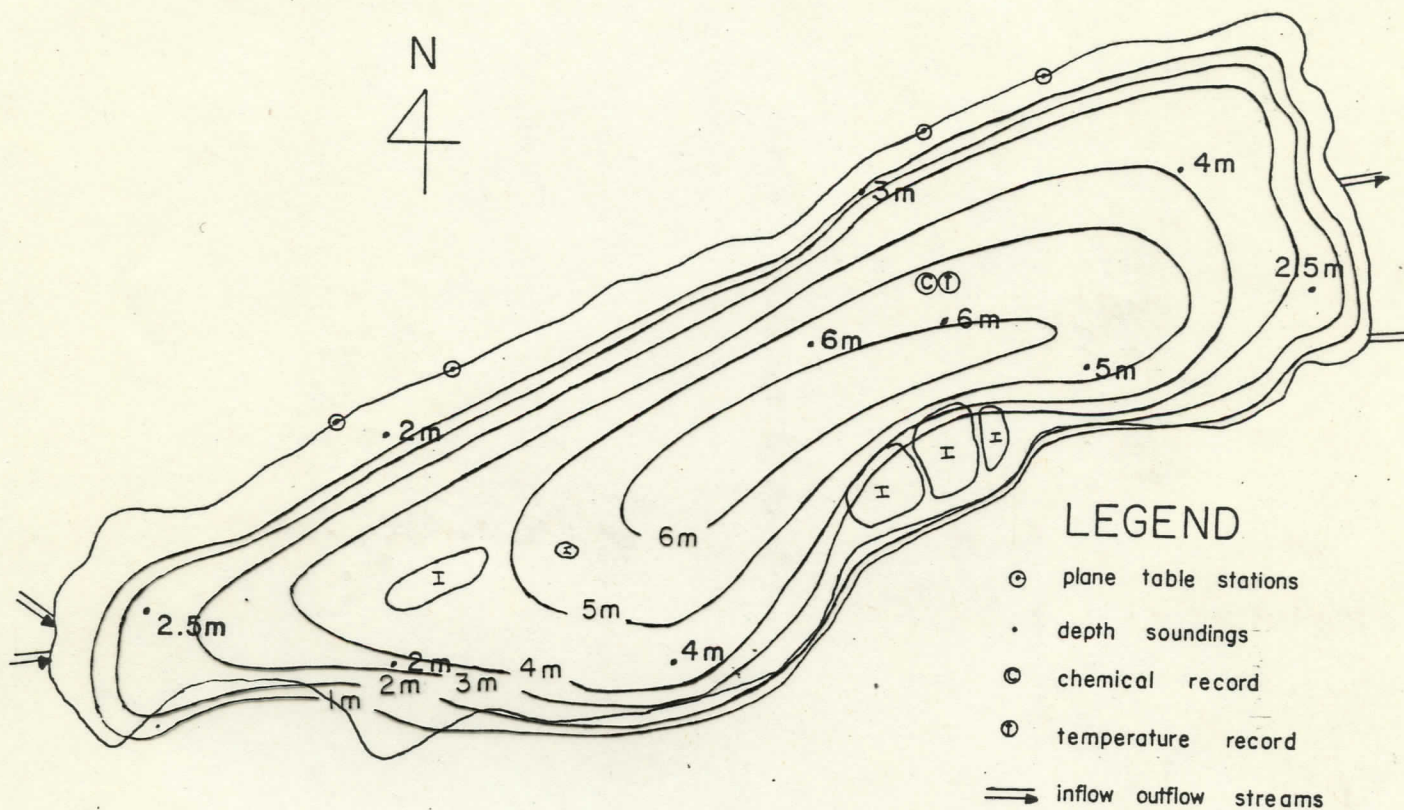 N
3m
4m
2.5m
C T
6m
6m
5m
2m
I
I
I
6m
I
I
5m
2.5m
2m
4m
4m
2m
3m
1m
LEGEND
plane table stations
depth soundings
C chemical record
T temperature record
inflow outflow streams